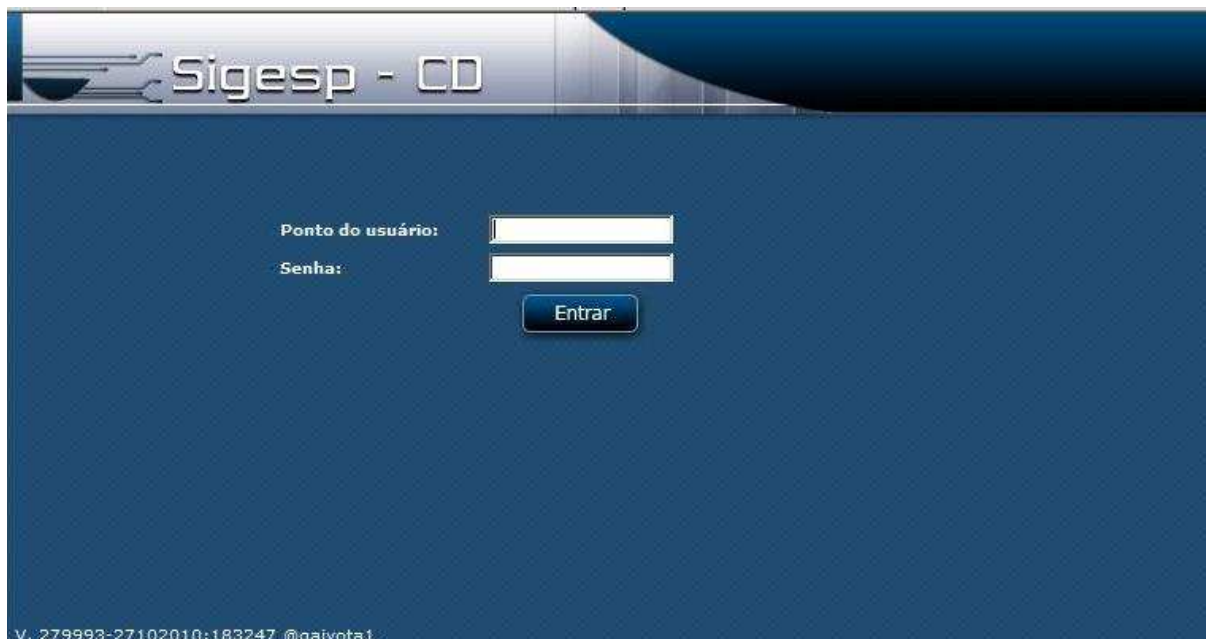 Sigesp - CD
Ponto do usuário:
Senha:
Entrar
V. 279993-27102010:183247 @gaivota1